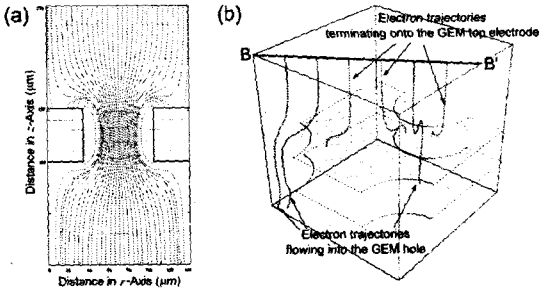 (a)
Distance in z-Axis (µm)
Distance in r-Axis (µm)
(b)
Electron trajectories
terminating onto the GEM top electrode
B
B'
Electron trajectories
flowing into the GEM hole